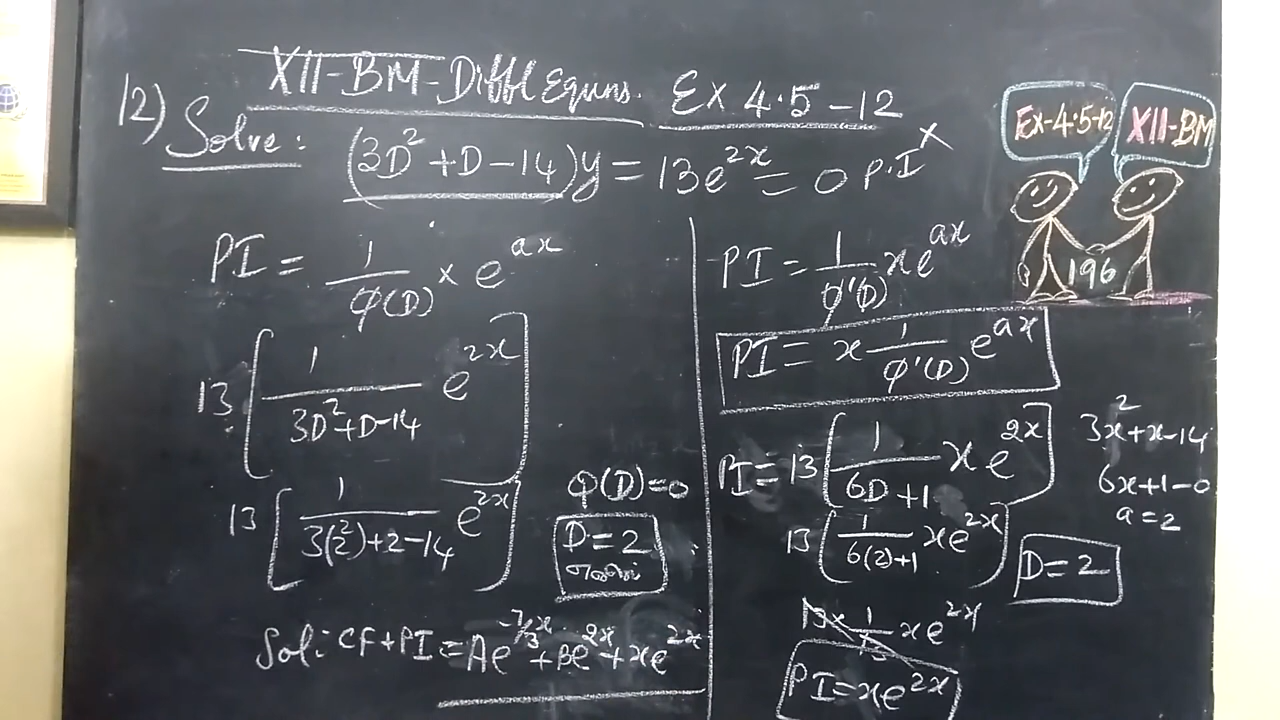 XII-BM-Diffl Equns. Ex 4.5-12
12) Solve: (3D²+D-14)y = 13e^{2x} = 0 P.I x
Ex-4.5-12
XII-BM
196
PI = 1/φ(D) × e^{ax}
13[1/(3D²+D-14) e^{2x}]
13[1/(3(2²)+2-14) e^{2x}]
φ(D)=0
D=2
என்னில்
Sol: CF+PI = Ae^{-7/3x}+Be^{2x}+xe^{2x}
PI = 1/φ'(D) xe^{ax}
PI = x 1/φ'(D) e^{ax}
PI = 13[1/(6D+1) xe^{2x}]
13[1/(6(2)+1) xe^{2x}]
D=2
13x 1/13 xe^{2x}
PI = xe^{2x}
3x²+x-14
6x+1-0
a=2